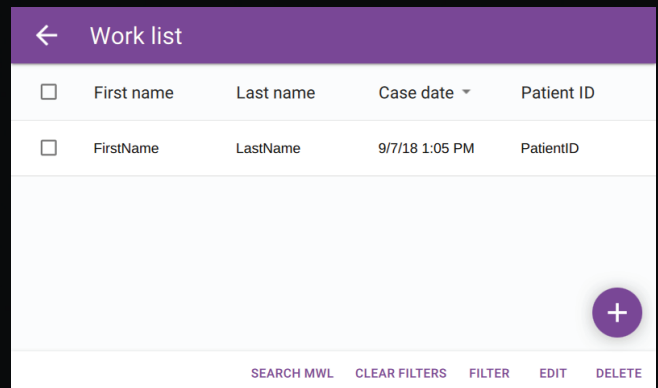 Work list
First name Last name Case date Patient ID
FirstName LastName 9/7/18 1:05 PM PatientID
SEARCH MWL CLEAR FILTERS FILTER EDIT DELETE